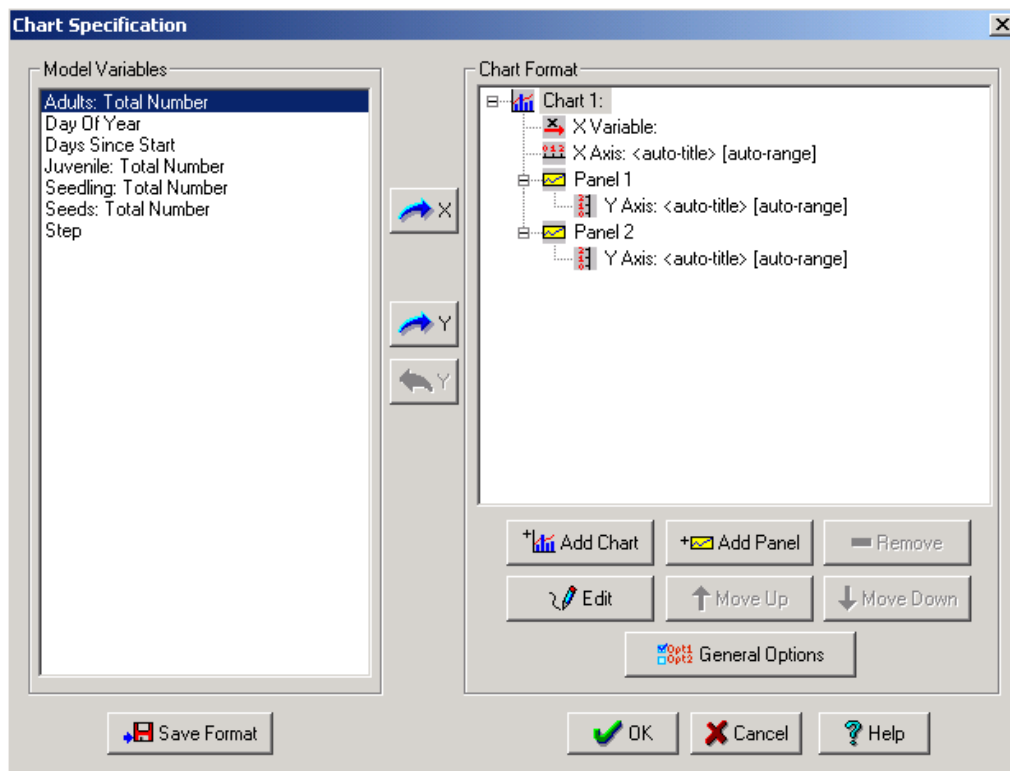 Chart Specification
Model Variables
Adults: Total Number
Day Of Year
Days Since Start
Juvenile: Total Number
Seedling: Total Number
Seeds: Total Number
Step
X
Y
Y
Chart Format
Chart 1:
X Variable:
X Axis: <auto-title> [auto-range]
Panel 1
Y Axis: <auto-title> [auto-range]
Panel 2
Y Axis: <auto-title> [auto-range]
Add Chart
Add Panel
Remove
Edit
Move Up
Move Down
Opt1
Opt2
General Options
Save Format
OK
Cancel
Help